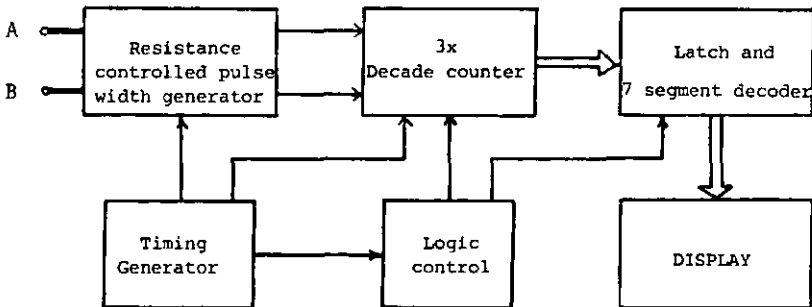 A
B
Resistance
controlled pulse
width generator
3x
Decade counter
Latch and
7 segment decoder
Timing
Generator
Logic
control
DISPLAY